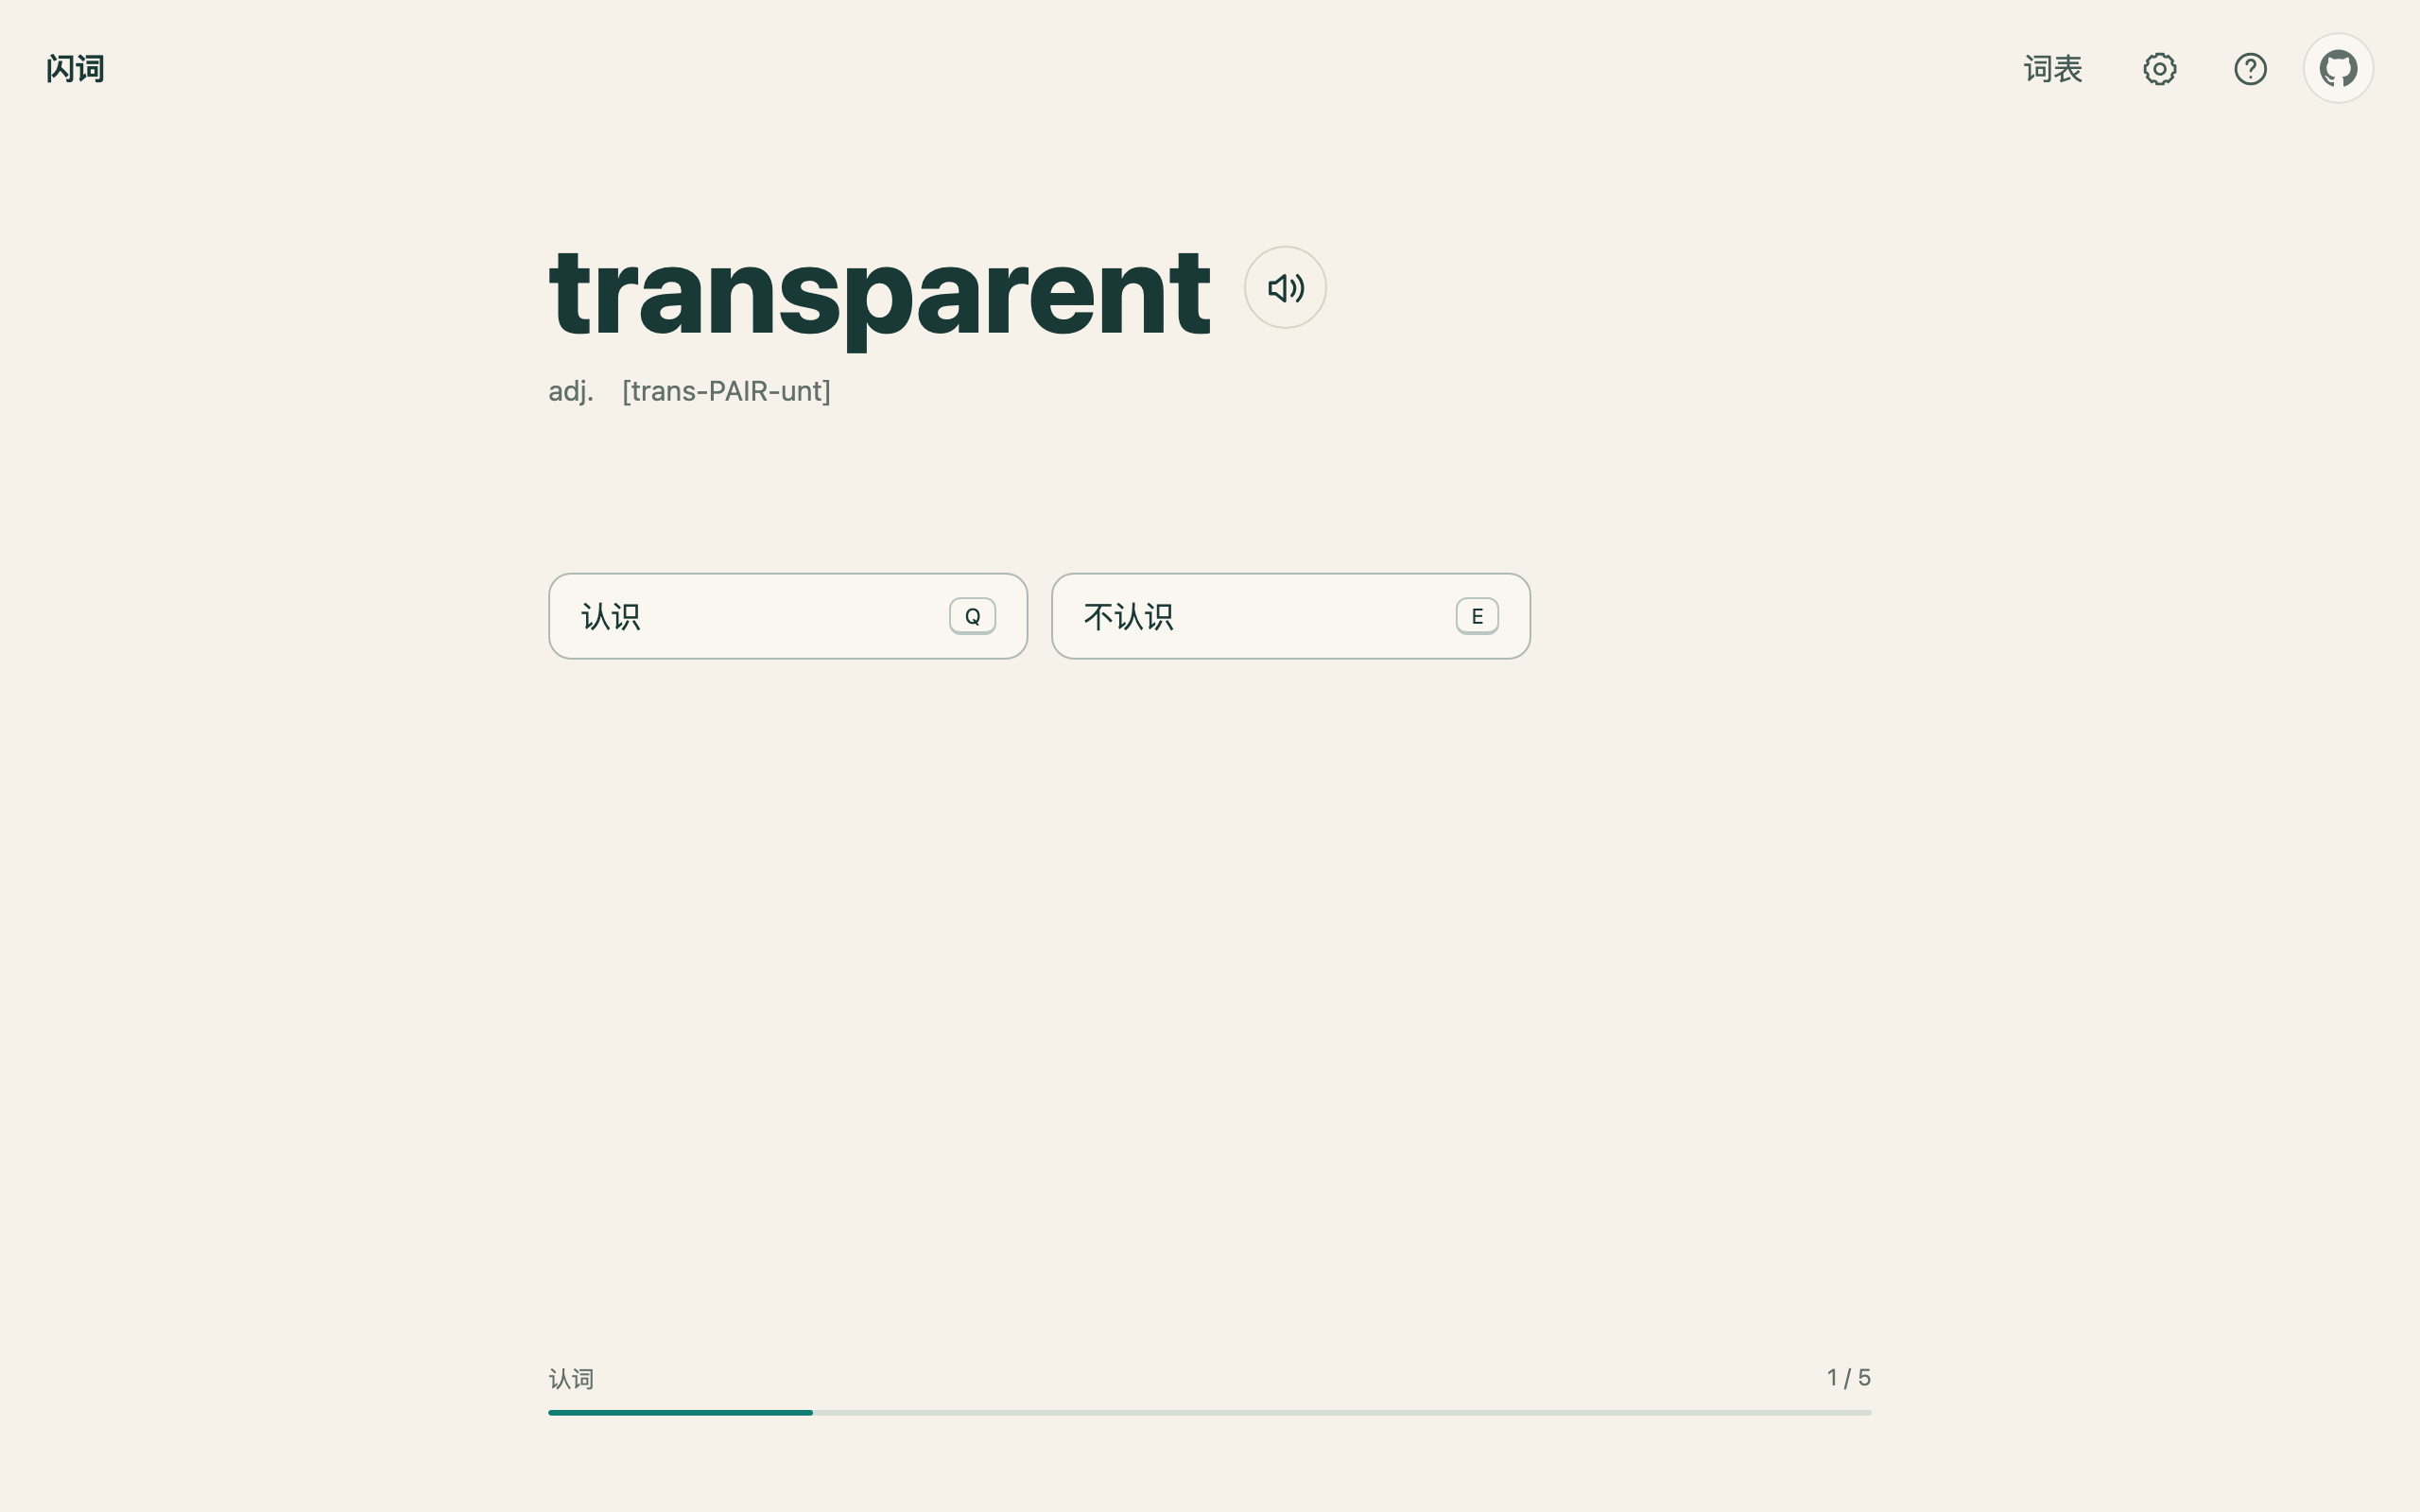 闪词
词表
transparent
adj. [trans-PAIR-unt]
认识 Q
不认识 E
认词 1 / 5